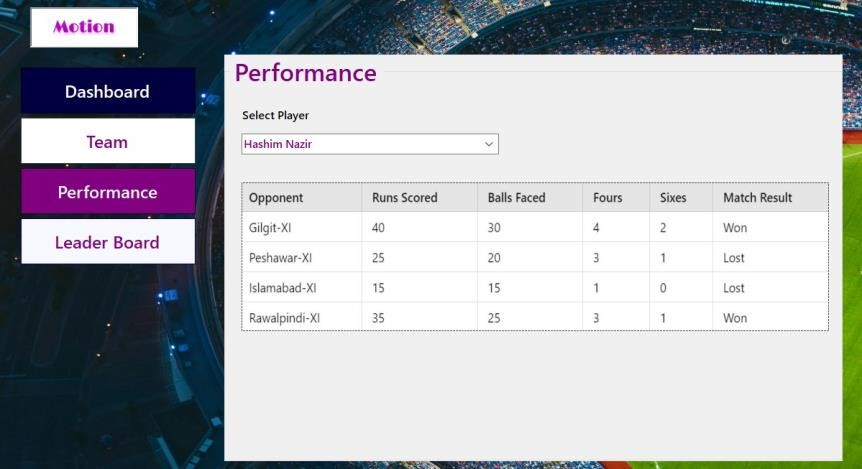 Motion
Dashboard
Team
Performance
Leader Board
Performance
Select Player
Hashim Nazir
Opponent Runs Scored Balls Faced Fours Sixes Match Result
Gilgit-XI 40 30 4 2 Won
Peshawar-XI 25 20 3 1 Lost
Islamabad-XI 15 15 1 0 Lost
Rawalpindi-XI 35 25 3 1 Won